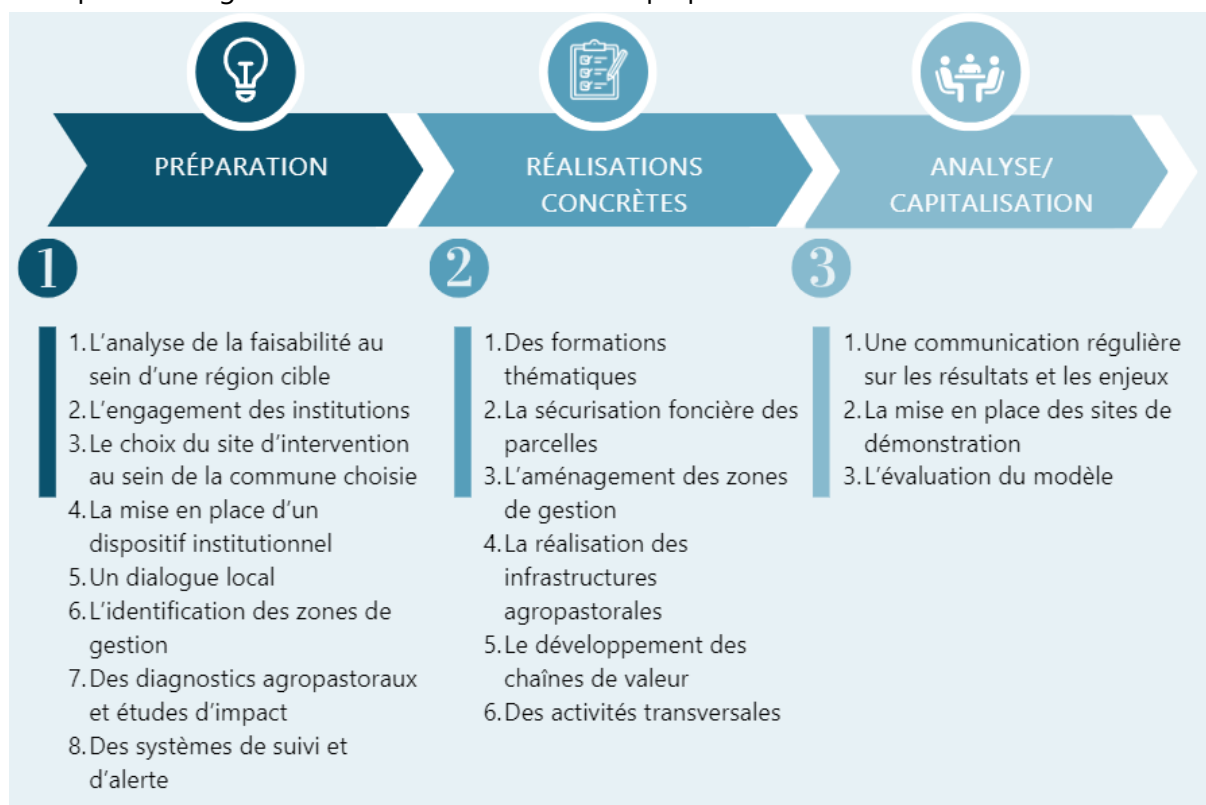 PRÉPARATION
RÉALISATIONS
CONCRÈTES
ANALYSE/
CAPITALISATION
1
1.L'analyse de la faisabilité au
sein d'une région cible
2.L'engagement des institutions
3.Le choix du site d'intervention
au sein de la commune choisie
4.La mise en place d'un
dispositif institutionnel
5.Un dialogue local
6.L'identification des zones de
gestion
7.Des diagnostics agropastoraux
et études d'impact
8.Des systèmes de suivi et
d'alerte
2
1.Des formations
thématiques
2.La sécurisation foncière des
parcelles
3.L'aménagement des zones
de gestion
4.La réalisation des
infrastructures
agropastorales
5.Le développement des
chaînes de valeur
6.Des activités transversales
3
1.Une communication régulière
sur les résultats et les enjeux
2.La mise en place des sites de
démonstration
3.L'évaluation du modèle